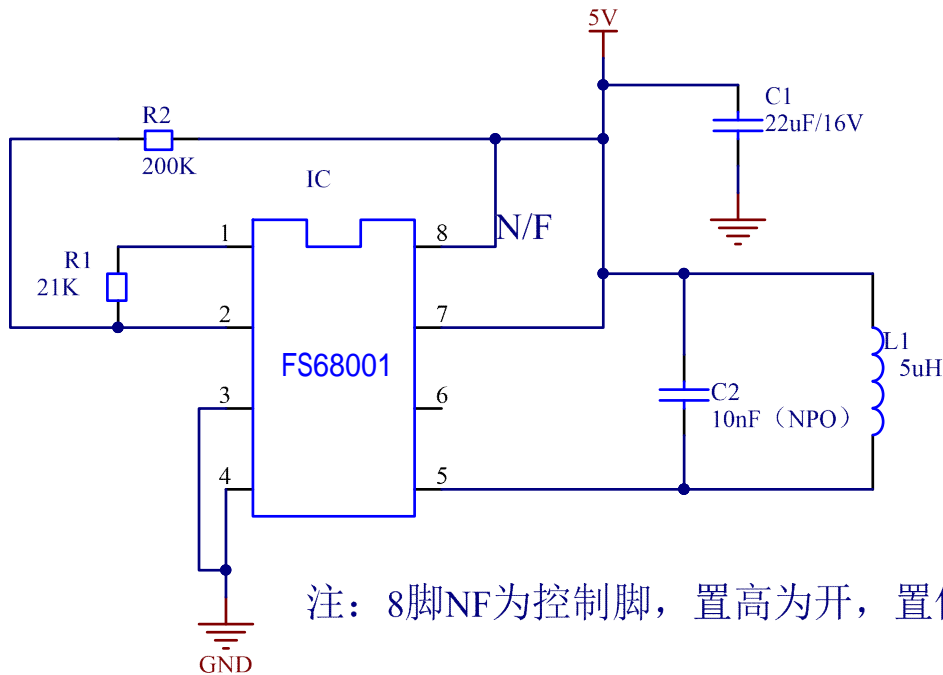 5V
C1
22uF/16V
R2
200K
IC
N/F
1
8
R1
21K
2
7
FS68001
3
6
L1
5uH
C2
10nF（NPO）
4
5
注：8脚NF为控制脚，置高为开，置
GND